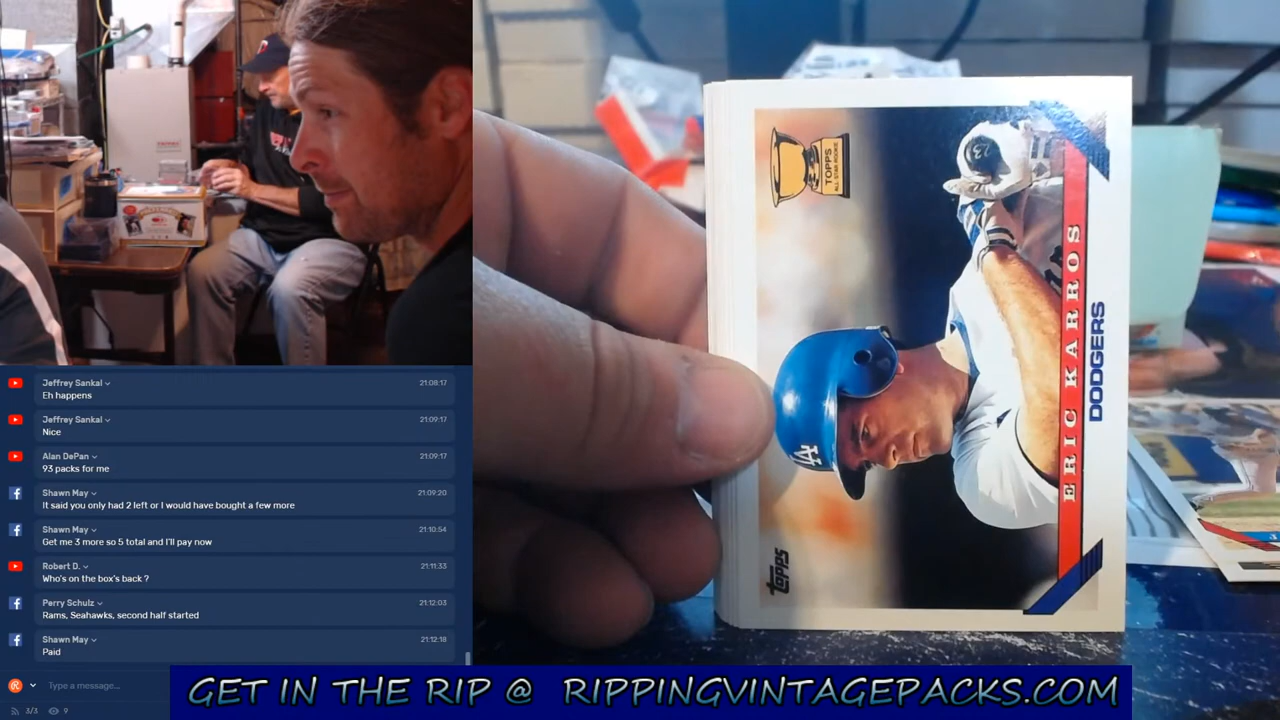 Jeffrey Sankal
21:08:17
Eh happens
Jeffrey Sankal
21:09:17
Nice
Alan DePan
21:09:17
93 packs for me
Shawn May
21:09:20
It said you only had 2 left or I would have bought a few more
Shawn May
21:10:54
Get me 3 more so 5 total and I'll pay now
Robert D.
21:11:33
Who's on the box's back ?
Perry Schulz
21:12:03
Rams, Seahawks, second half started
Shawn May
21:12:18
Paid
Type a message...
3/3
9
TOPPS
ALL STAR ROOKIE
23
LA
ERIC KARROS
DODGERS
TOPPS
GET IN THE RIP @ RIPPINGVINTAGEPACKS.COM